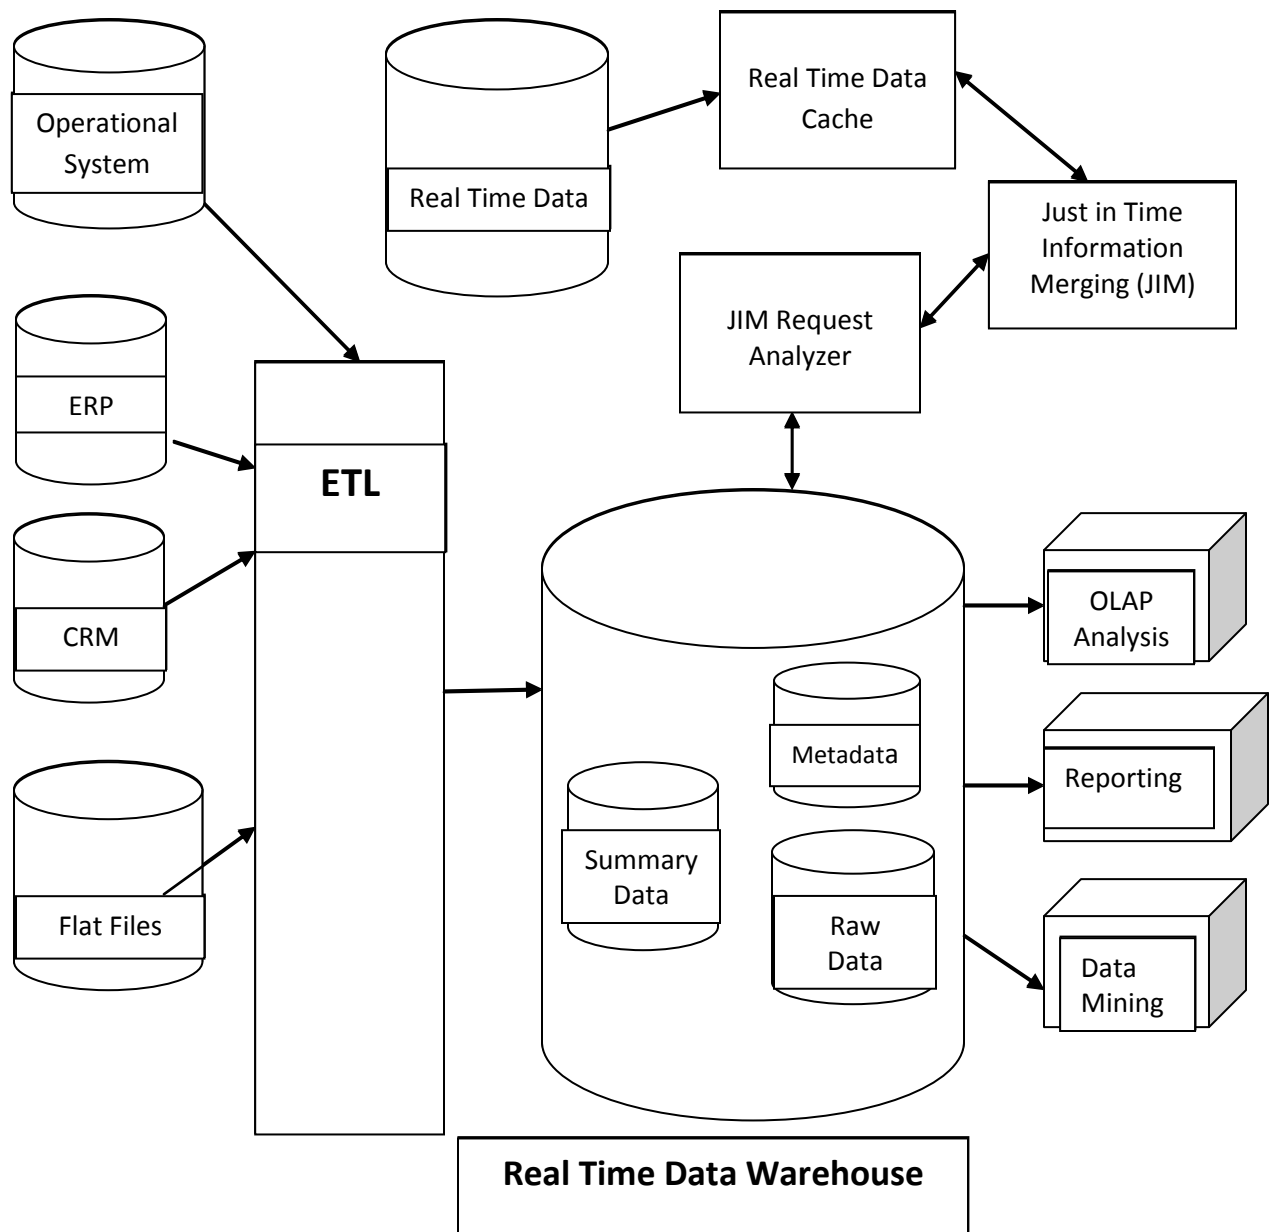 Operational
System
Real Time Data
Real Time Data
Cache
Just in Time
Information
Merging (JIM)
JIM Request
Analyzer
ERP
ETL
CRM
Flat Files
Metadata
Summary
Data
Raw
Data
OLAP
Analysis
Reporting
Data
Mining
Real Time Data Warehouse